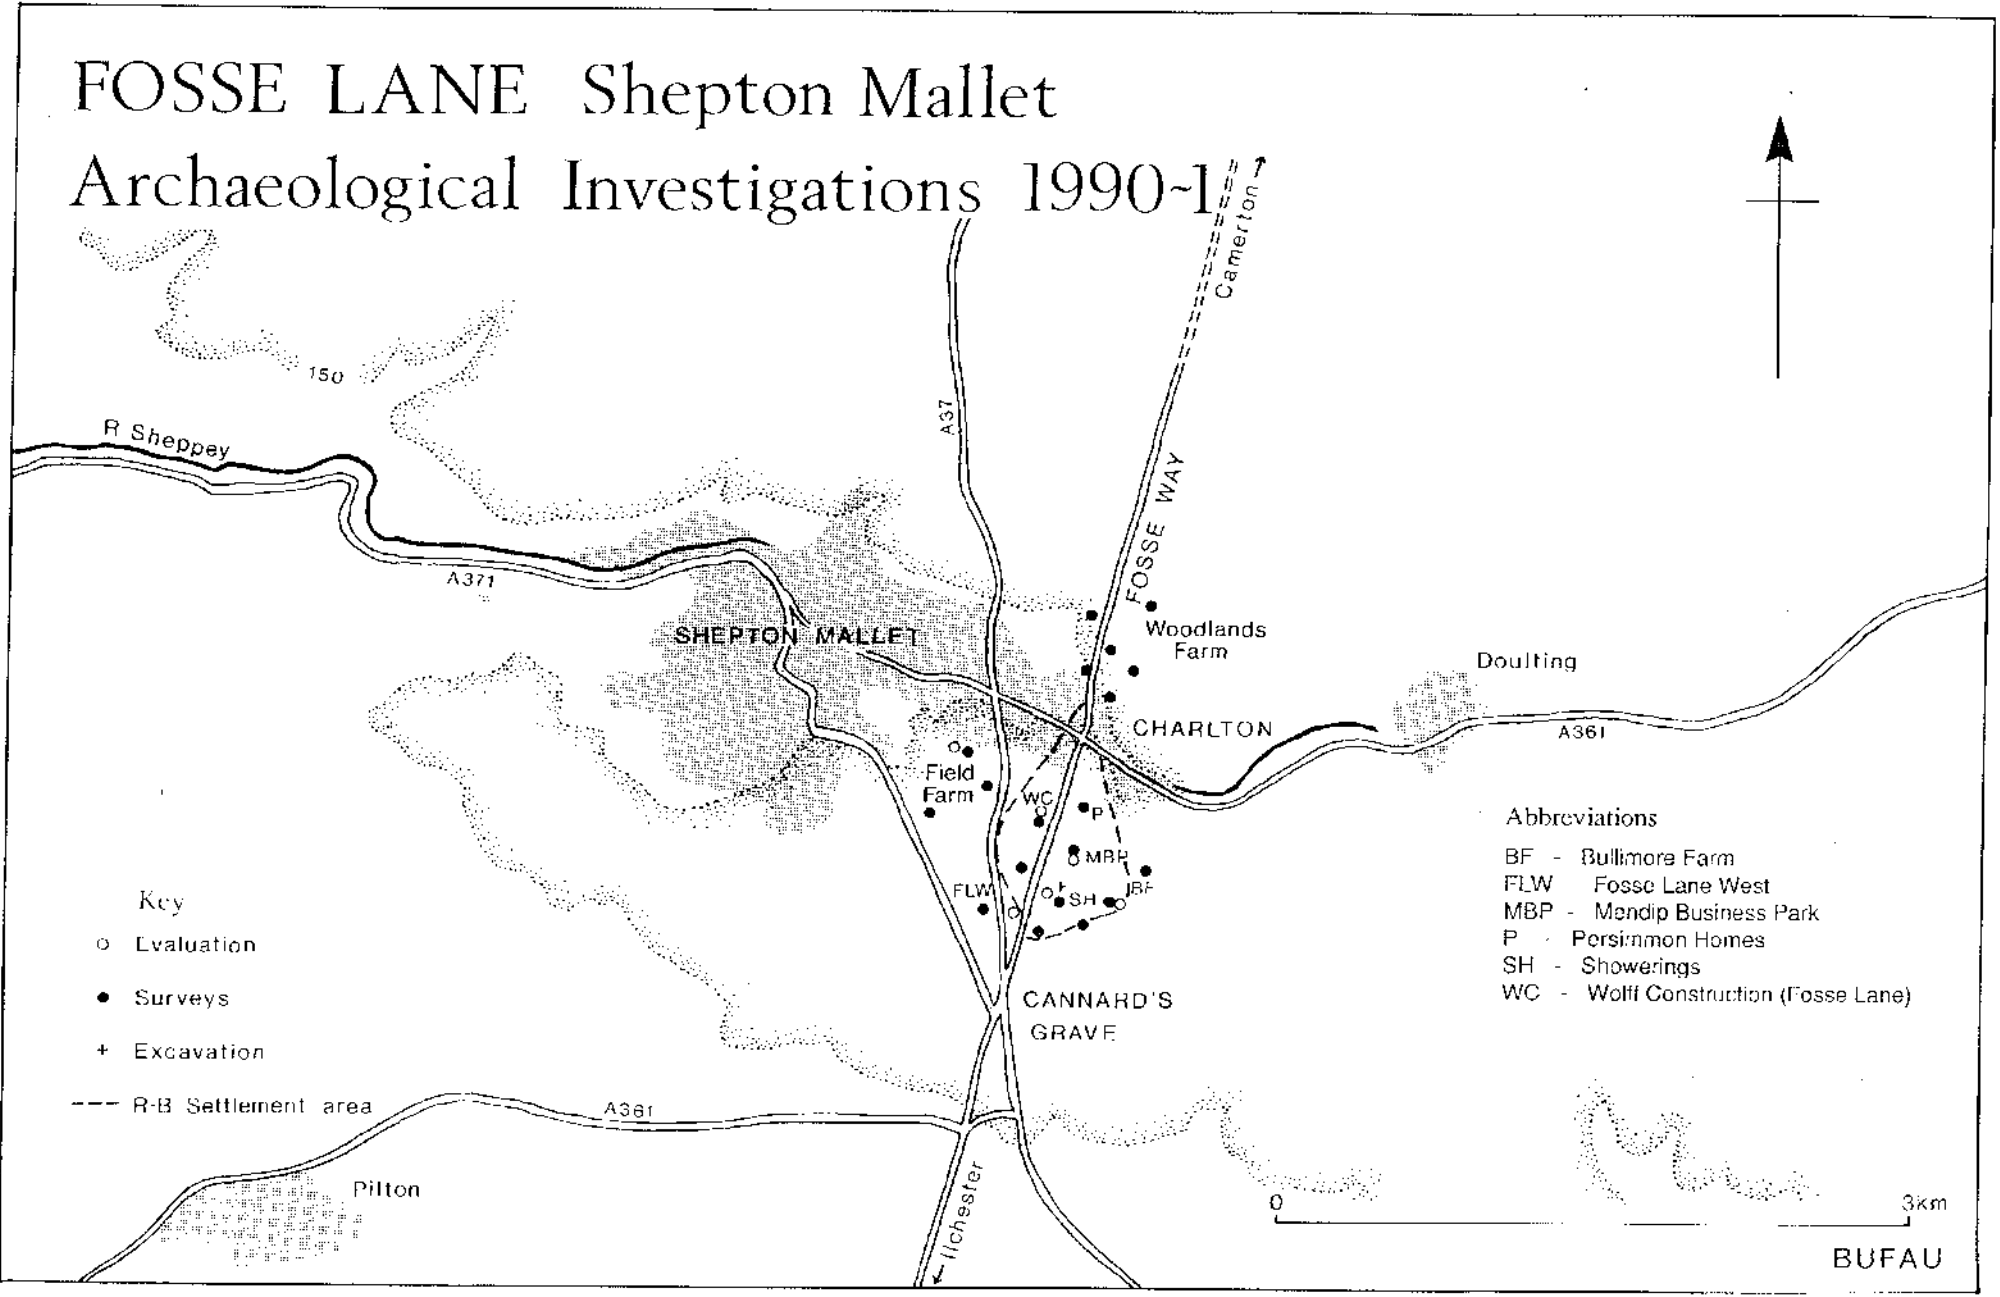 FOSSE LANE Shepton Mallet
Archaeological Investigations 1990~1
Camerton
150
A37
R Sheppey
FOSSE WAY
A371
SHEPTON MALLET
Woodlands
Farm
Doulting
CHARLTON
A361
Field
Farm
WC
P
MBP
FLW
SH
BF
Abbreviations
BF - Bullimore Farm
FLW Fosse Lane West
MBP - Mendip Business Park
P - Persimmon Homes
SH - Showerings
WC - Wolff Construction (Fosse Lane)
Key
o Evaluation
● Surveys
+ Excavation
--- R-B Settlement area
CANNARD'S
GRAVE
A361
Pilton
Ilchester
0 3km
BUFAU